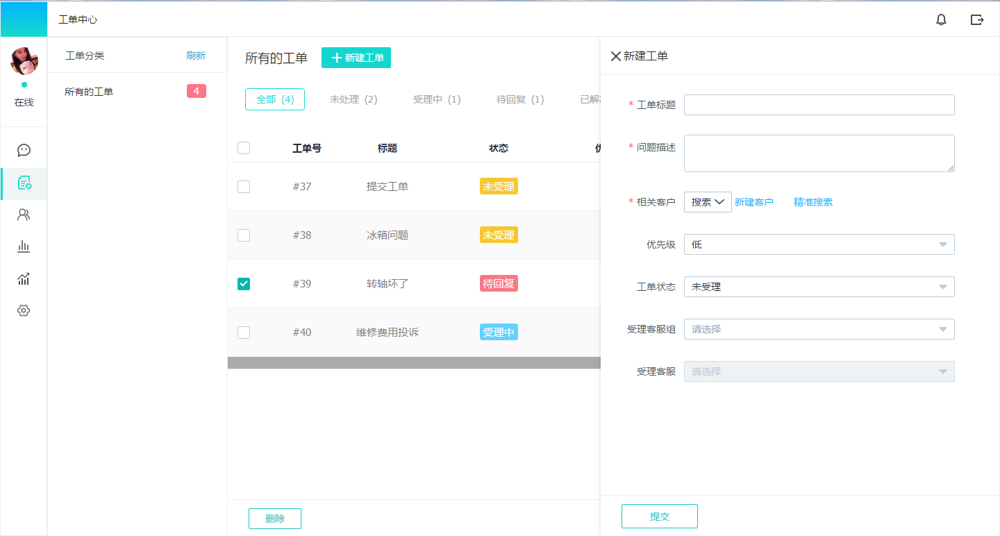 工单中心
在线
工单分类 刷新
所有的工单 4
所有的工单 新建工单
全部 (4) 未处理 (2) 受理中 (1) 待回复 (1) 已解
工单号 标题 状态
#37 提交工单 未受理
#38 冰箱问题 未受理
#39 转轴坏了 待回复
#40 维修费用投诉 受理中
删除
新建工单
* 工单标题
* 问题描述
* 相关客户 搜索 新建客户 精准搜索
优先级 低
工单状态 未受理
受理客服组 请选择
受理客服 请选择
提交